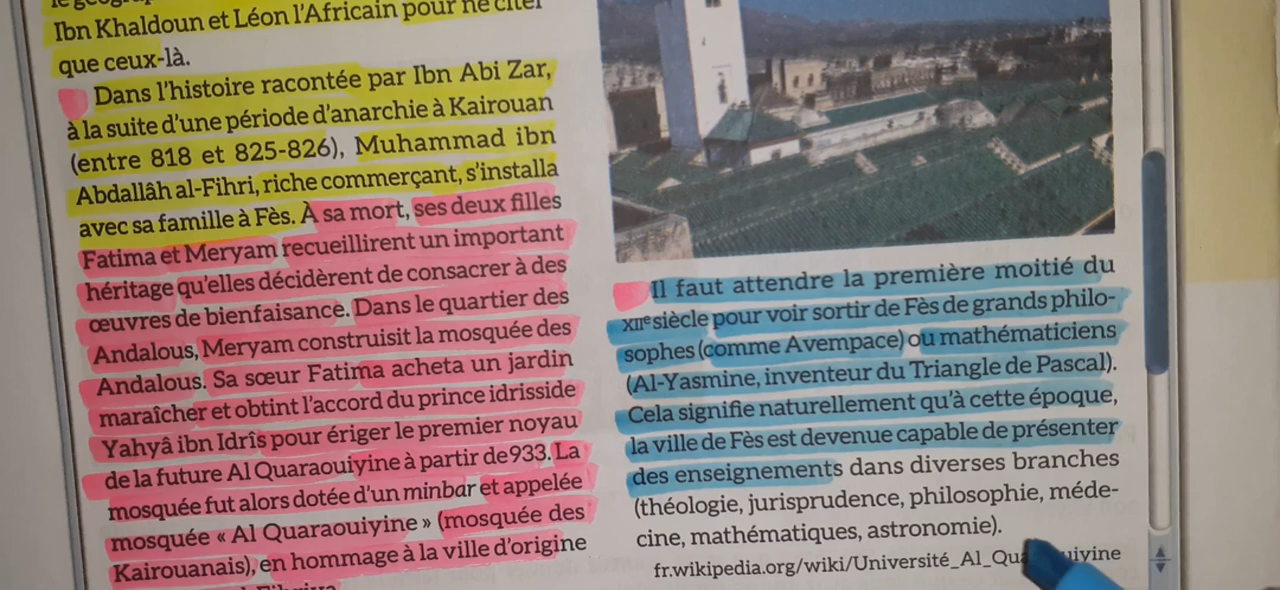 Ibn Khaldoun et Léon l'Africain pour ne citer
que ceux-là.
Dans l'histoire racontée par Ibn Abi Zar,
à la suite d'une période d'anarchie à Kairouan
(entre 818 et 825-826), Muhammad ibn
Abdallâh al-Fihri, riche commerçant, s'installa
avec sa famille à Fès. À sa mort, ses deux filles
Fatima et Meryam recueillirent un important
héritage qu'elles décidèrent de consacrer à des
œuvres de bienfaisance. Dans le quartier des
Andalous, Meryam construisit la mosquée des
Andalous. Sa sœur Fatima acheta un jardin
maraîcher et obtint l'accord du prince idrisside
Yahyâ ibn Idrîs pour ériger le premier noyau
de la future Al Quaraouiyine à partir de933. La
mosquée fut alors dotée d'un minbar et appelée
mosquée « Al Quaraouiyine » (mosquée des
Kairouanais), en hommage à la ville d'origine
Il faut attendre la première moitié du
XIIe siècle pour voir sortir de Fès de grands philo-
sophes (comme Avempace) ou mathématiciens
(Al-Yasmine, inventeur du Triangle de Pascal).
Cela signifie naturellement qu'à cette époque,
la ville de Fès est devenue capable de présenter
des enseignements dans diverses branches
(théologie, jurisprudence, philosophie, méde-
cine, mathématiques, astronomie).
fr.wikipedia.org/wiki/Université_Al_Qua uiyine